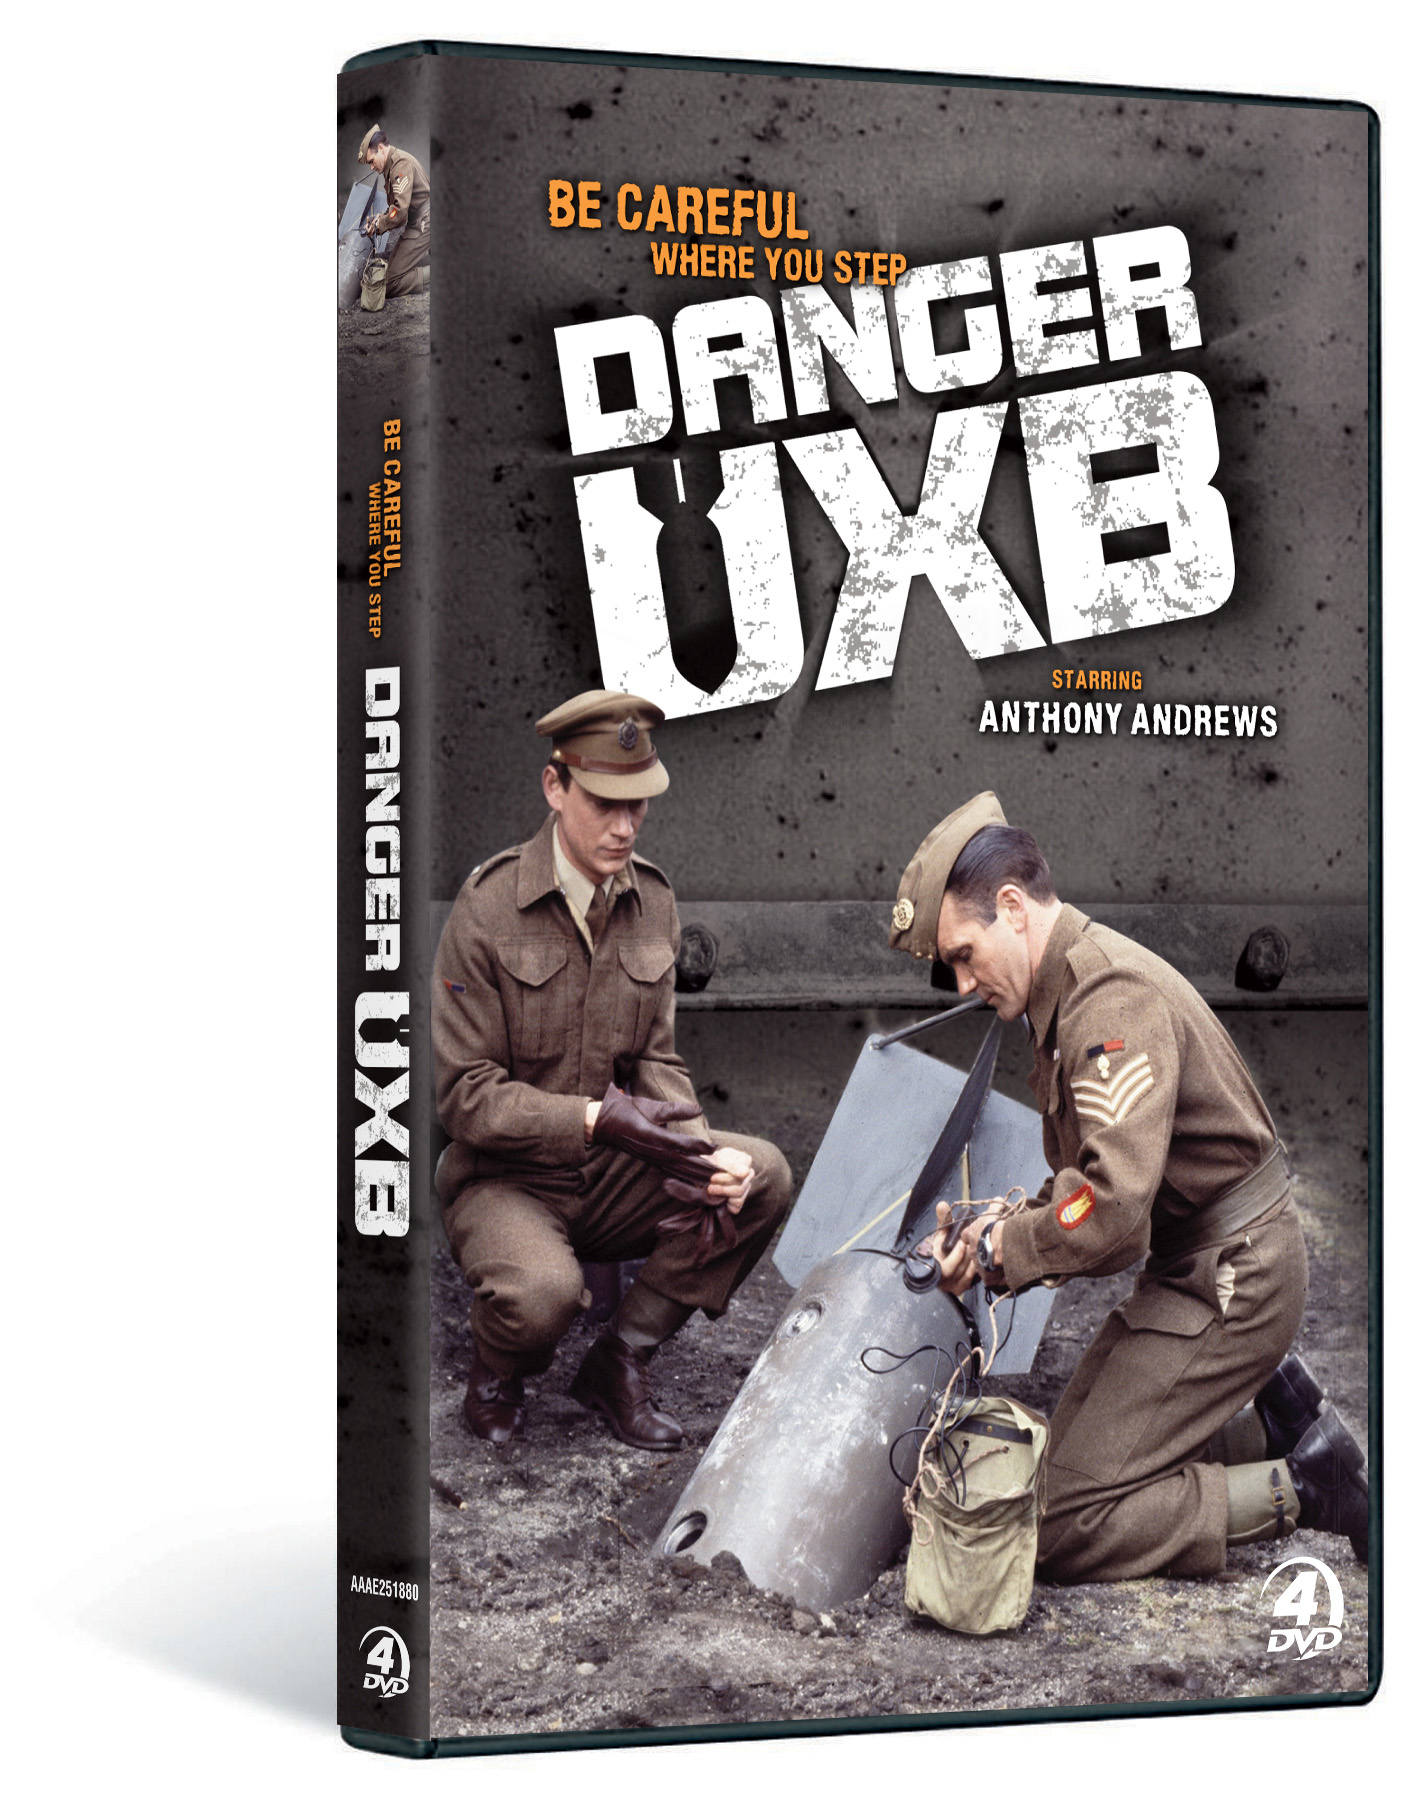 BE CAREFUL
WHERE YOU STEP
DANGER
UXB
STARRING
ANTHONY ANDREWS
4
DVD
BE CAREFUL
WHERE YOU STEP
DANGER UXB
AAAE251880
4
DVD